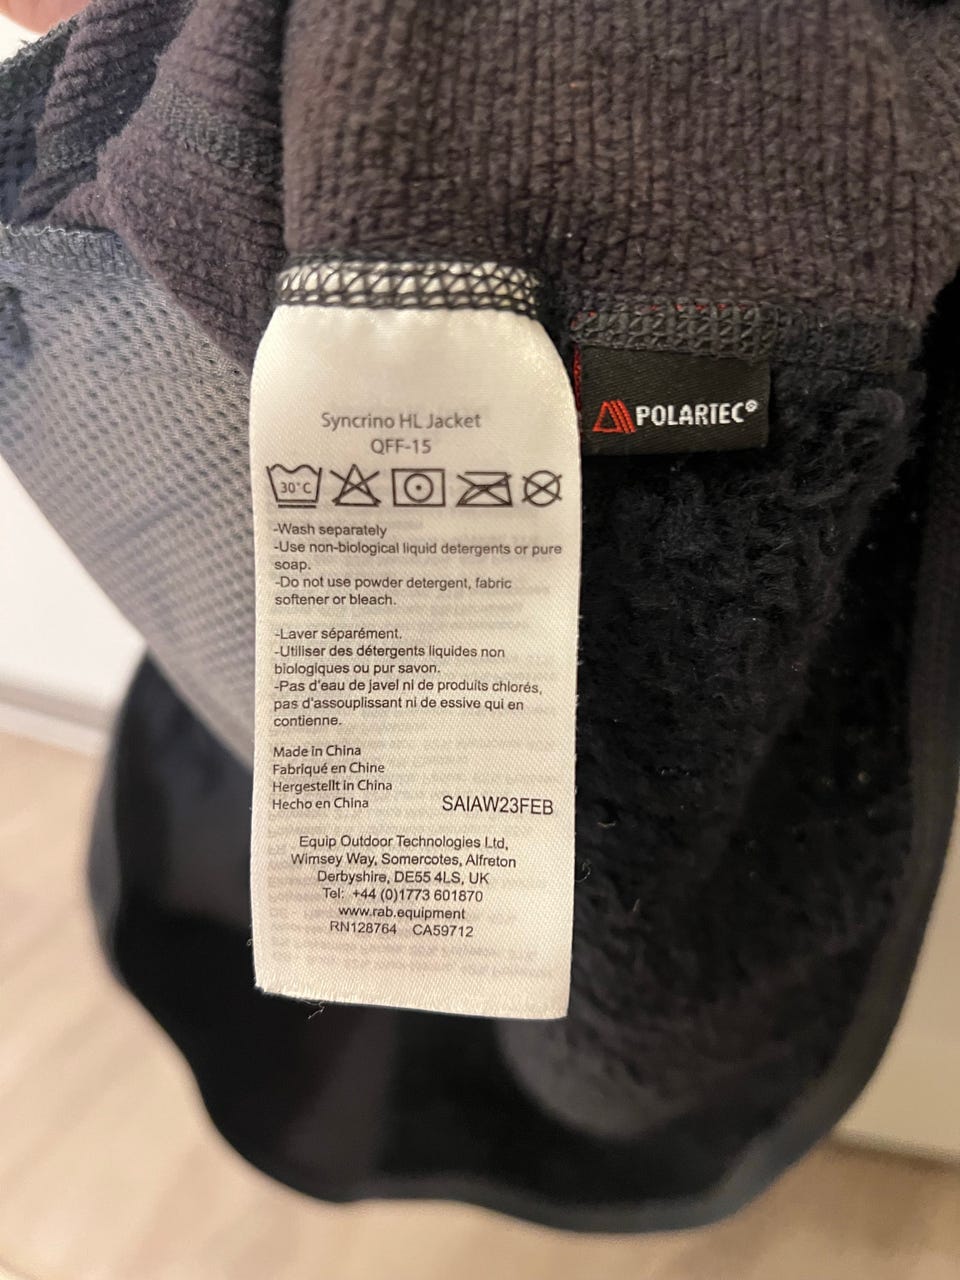 Syncrino HL Jacket
QFF-15
30°C
-Wash separately
-Use non-biological liquid detergents or pure
soap.
-Do not use powder detergent, fabric
softener or bleach.
-Laver séparément.
-Utiliser des détergents liquides non
biologiques ou pur savon.
-Pas d'eau de javel ni de produits chlorés,
pas d'assouplissant ni de essive qui en
contienne.
Made in China
Fabriqué en Chine
Hergestellt in China
Hecho en China
SAIAW23FEB
Equip Outdoor Technologies Ltd,
Wimsey Way, Somercotes, Alfreton
Derbyshire, DE55 4LS, UK
Tel: +44 (0)1773 601870
www.rab.equipment
RN128764 CA59712
POLARTEC®